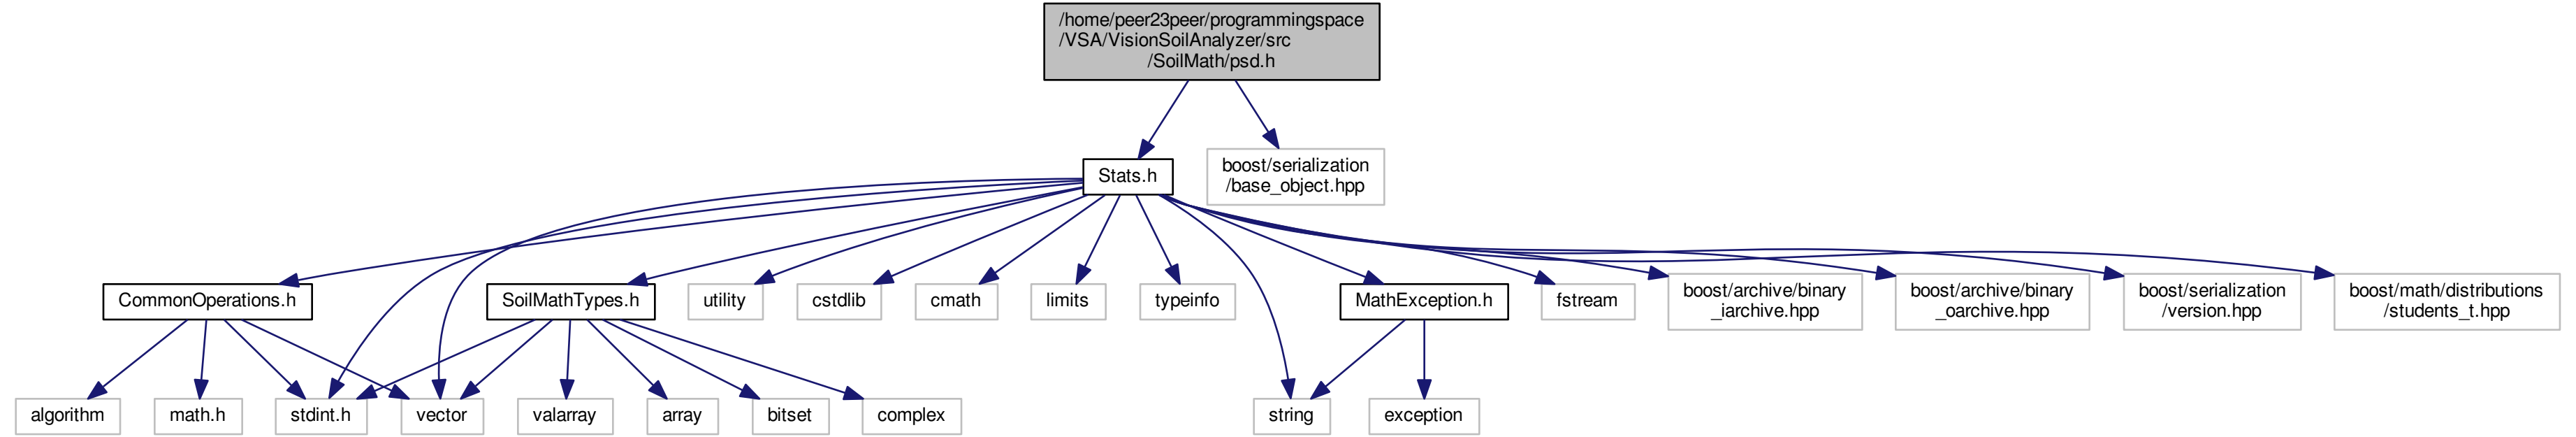 /home/peer23peer/programmingspace
/VSA/VisionSoilAnalyzer/src
/SoilMath/psd.h
Stats.h
boost/serialization
/base_object.hpp
CommonOperations.h
SoilMathTypes.h
utility
cstdlib
cmath
limits
typeinfo
MathException.h
fstream
boost/archive/binary
_iarchive.hpp
boost/archive/binary
_oarchive.hpp
boost/serialization
/version.hpp
boost/math/distributions
/students_t.hpp
algorithm
math.h
stdint.h
vector
valarray
array
bitset
complex
string
exception